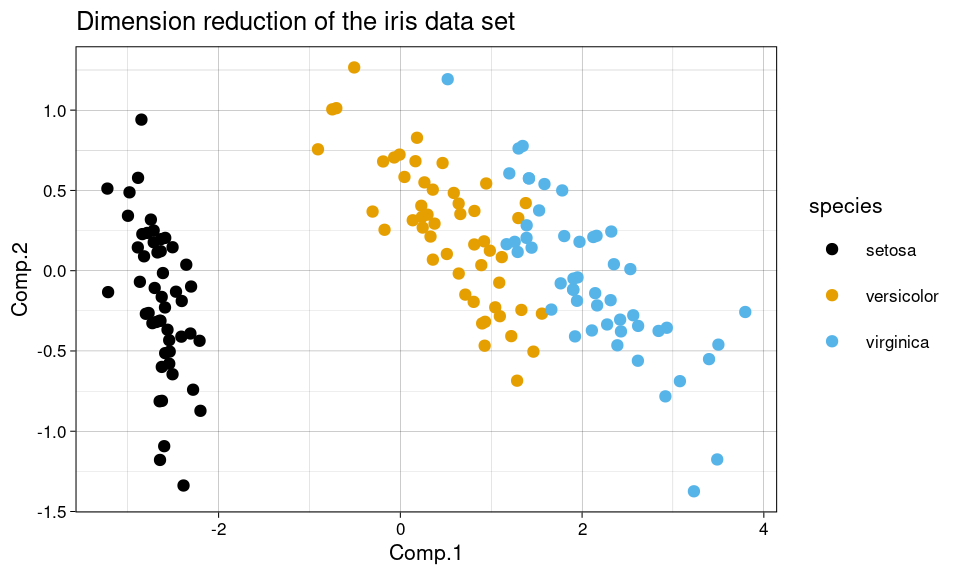 Dimension reduction of the iris data set
1.0
0.5
0.0
-0.5
-1.0
-1.5
Comp.2
-2
0
2
4
Comp.1
species
setosa
versicolor
virginica